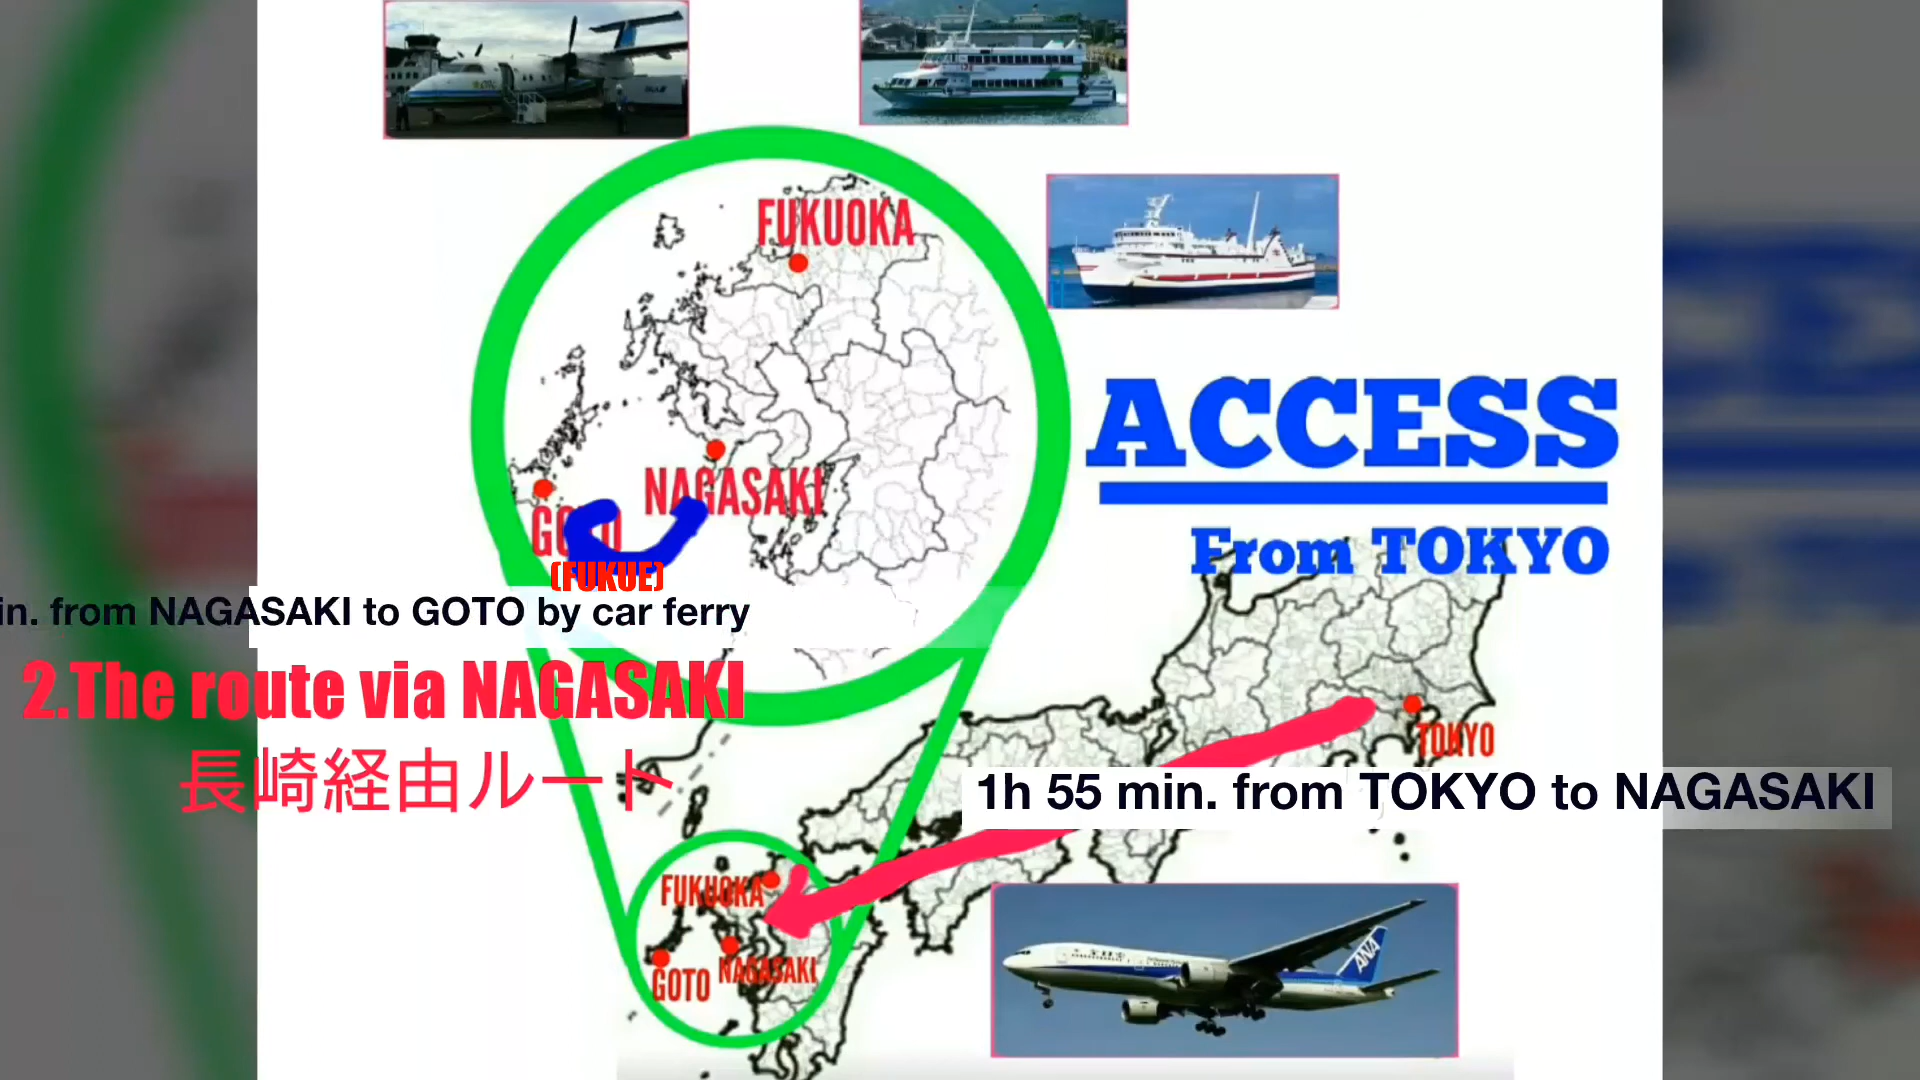 FUKUOKA
NAGASAKI
(FUKUE)
ACCESS
From TOKYO
in. from NAGASAKI to GOTO by car ferry
2.The route via NAGASAKI
長崎経由ルート
TOKYO
1h 55 min. from TOKYO to NAGASAKI
FUKUOKA
NAGASAKI
GOTO
ANA